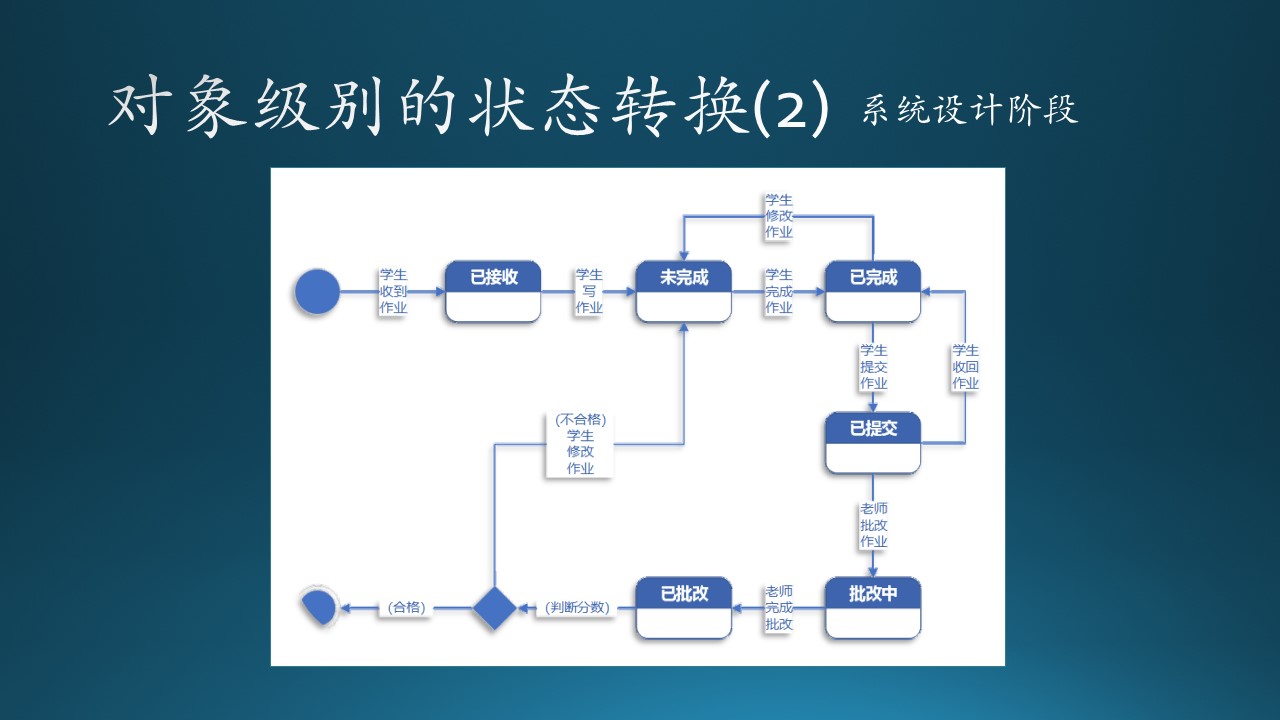 对象级别的状态转换(2) 系统设计阶段
学生
修改
作业
学生
收到
作业
已接收
学生
写
作业
未完成
学生
完成
作业
已完成
学生
提交
作业
学生
收回
作业
已提交
(不合格)
学生
修改
作业
老师
批改
作业
(合格)
(判断分数)
已批改
老师
完成
批改
批改中